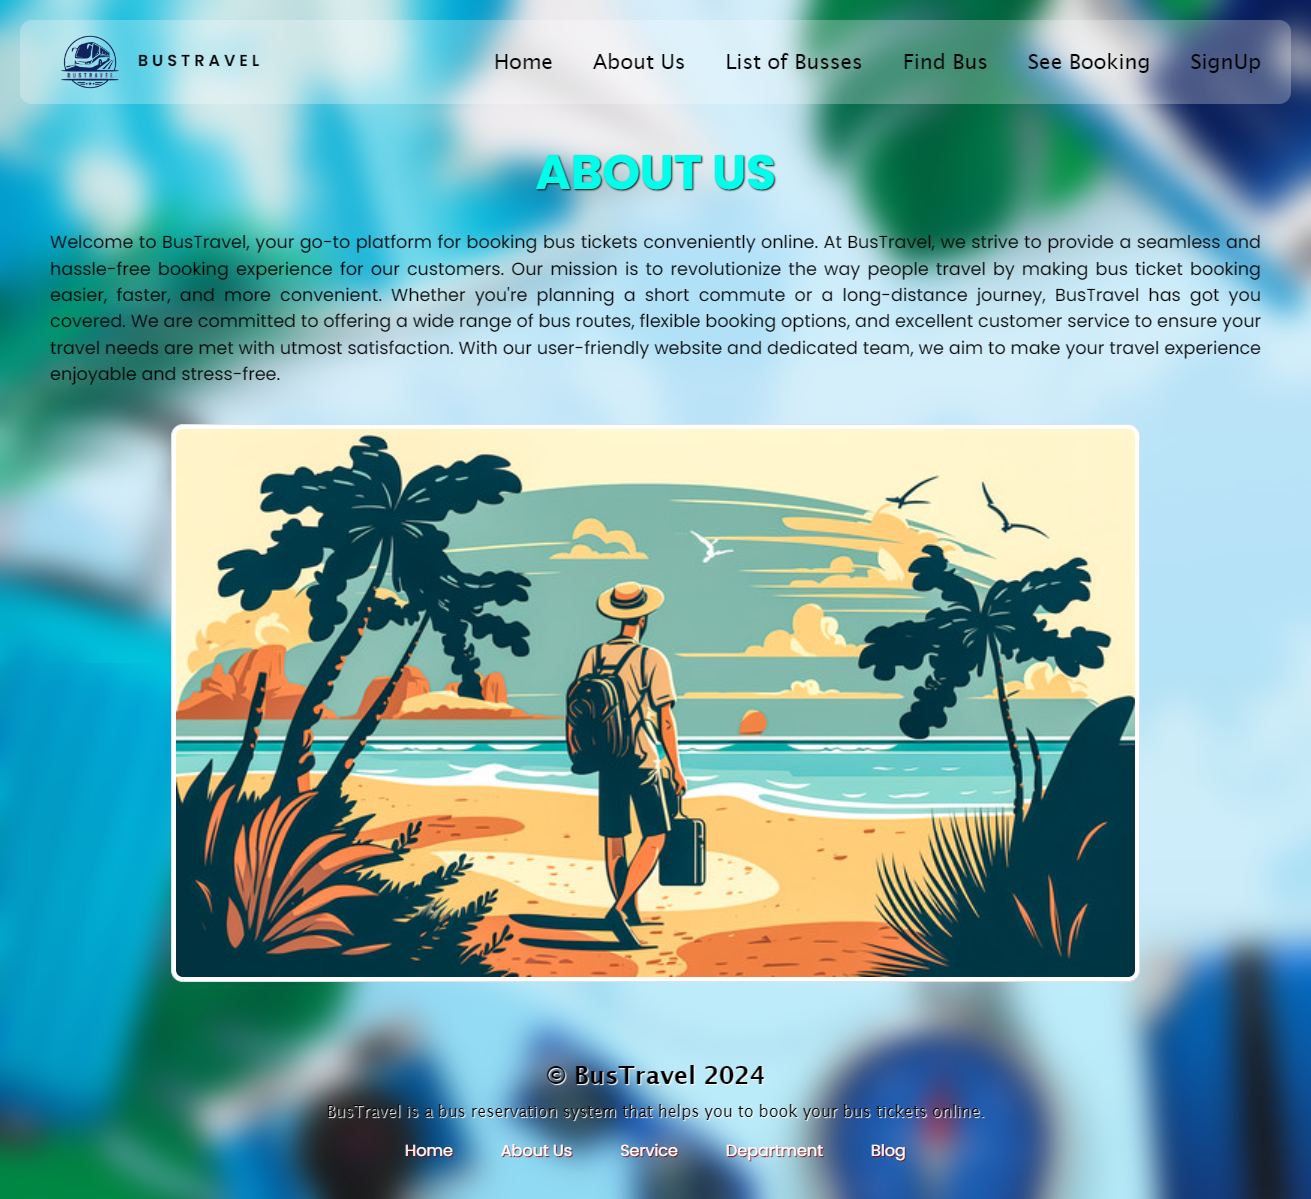 BUSTRAVEL
BUSTRAVEL
Home About Us List of Busses Find Bus See Booking SignUp
ABOUT US
Welcome to BusTravel, your go-to platform for booking bus tickets conveniently online. At BusTravel, we strive to provide a seamless and
hassle-free booking experience for our customers. Our mission is to revolutionize the way people travel by making bus ticket booking
easier, faster, and more convenient. Whether you're planning a short commute or a long-distance journey, BusTravel has got you
covered. We are committed to offering a wide range of bus routes, flexible booking options, and excellent customer service to ensure your
travel needs are met with utmost satisfaction. With our user-friendly website and dedicated team, we aim to make your travel experience
enjoyable and stress-free.
© BusTravel 2024
BusTravel is a bus reservation system that helps you to book your bus tickets online.
Home About Us Service Department Blog